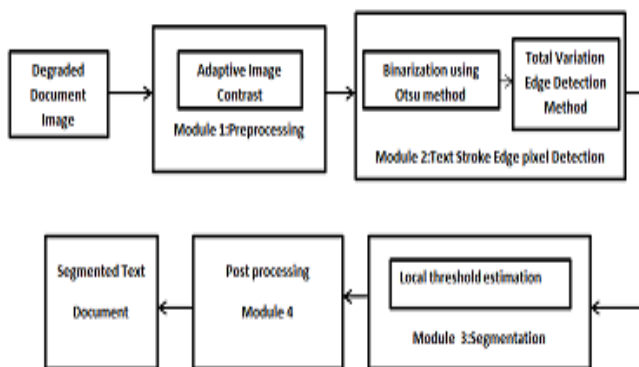 Degraded
Document
Image
Adaptive Image
Contrast
Module 1:Preprocessing
Binarization using
Otsu method
Total Variation
Edge Detection
Method
Module 2:Text Stroke Edge pixel Detection
Segmented Text
Document
Post processing
Module 4
Local threshold estimation
Module 3:Segmentation